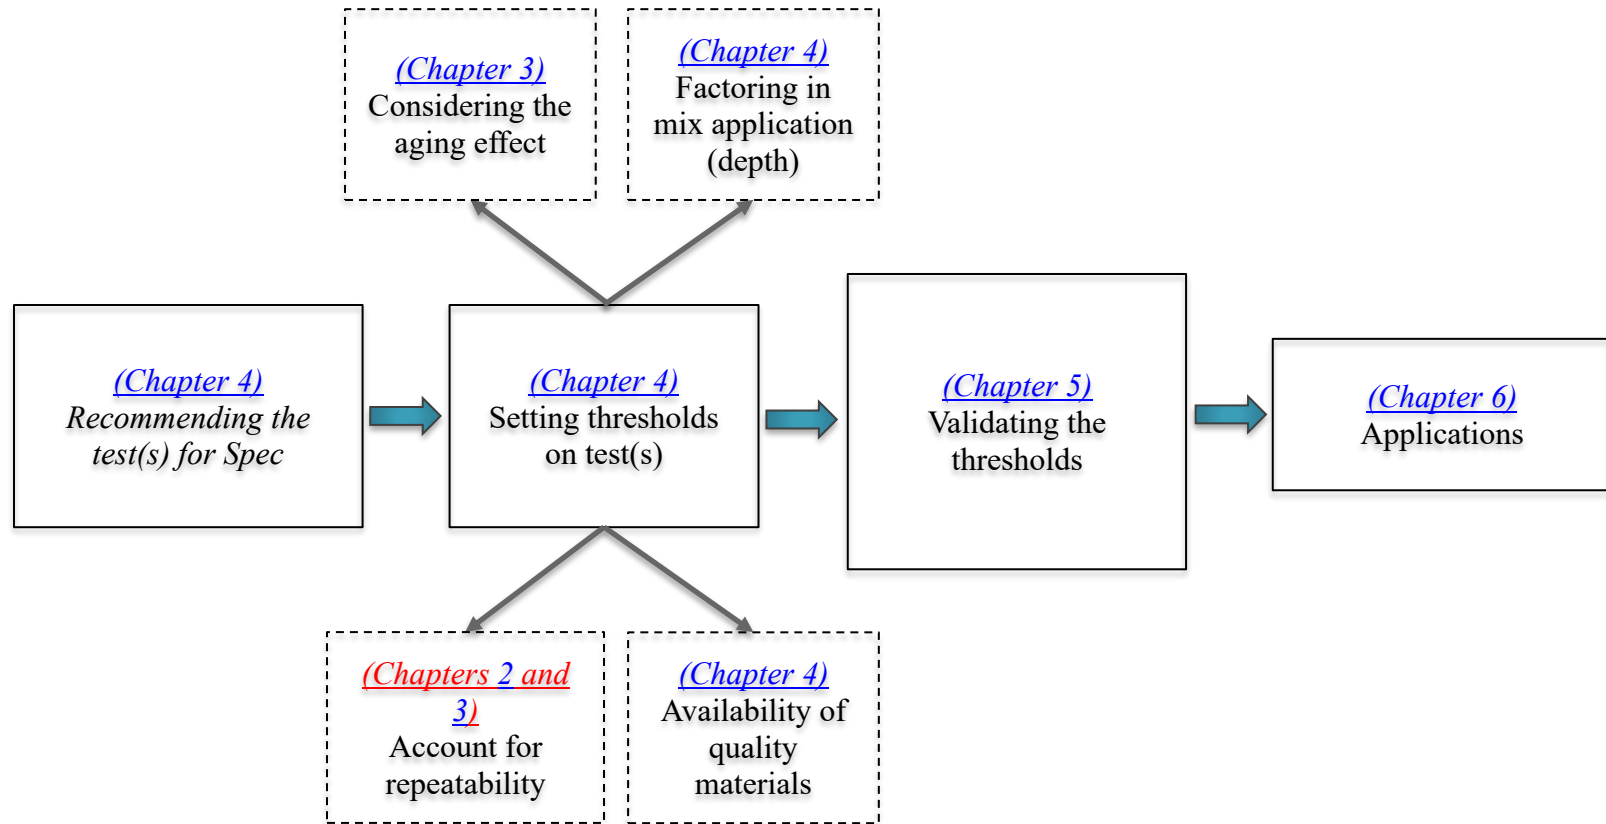 (Chapter 3)
Considering the
aging effect
(Chapter 4)
Factoring in
mix application
(depth)
(Chapter 4)
Recommending the
test(s) for Spec
(Chapter 4)
Setting thresholds
on test(s)
(Chapter 5)
Validating the
thresholds
(Chapter 6)
Applications
(Chapters 2 and
3)
Account for
repeatability
(Chapter 4)
Availability of
quality
materials